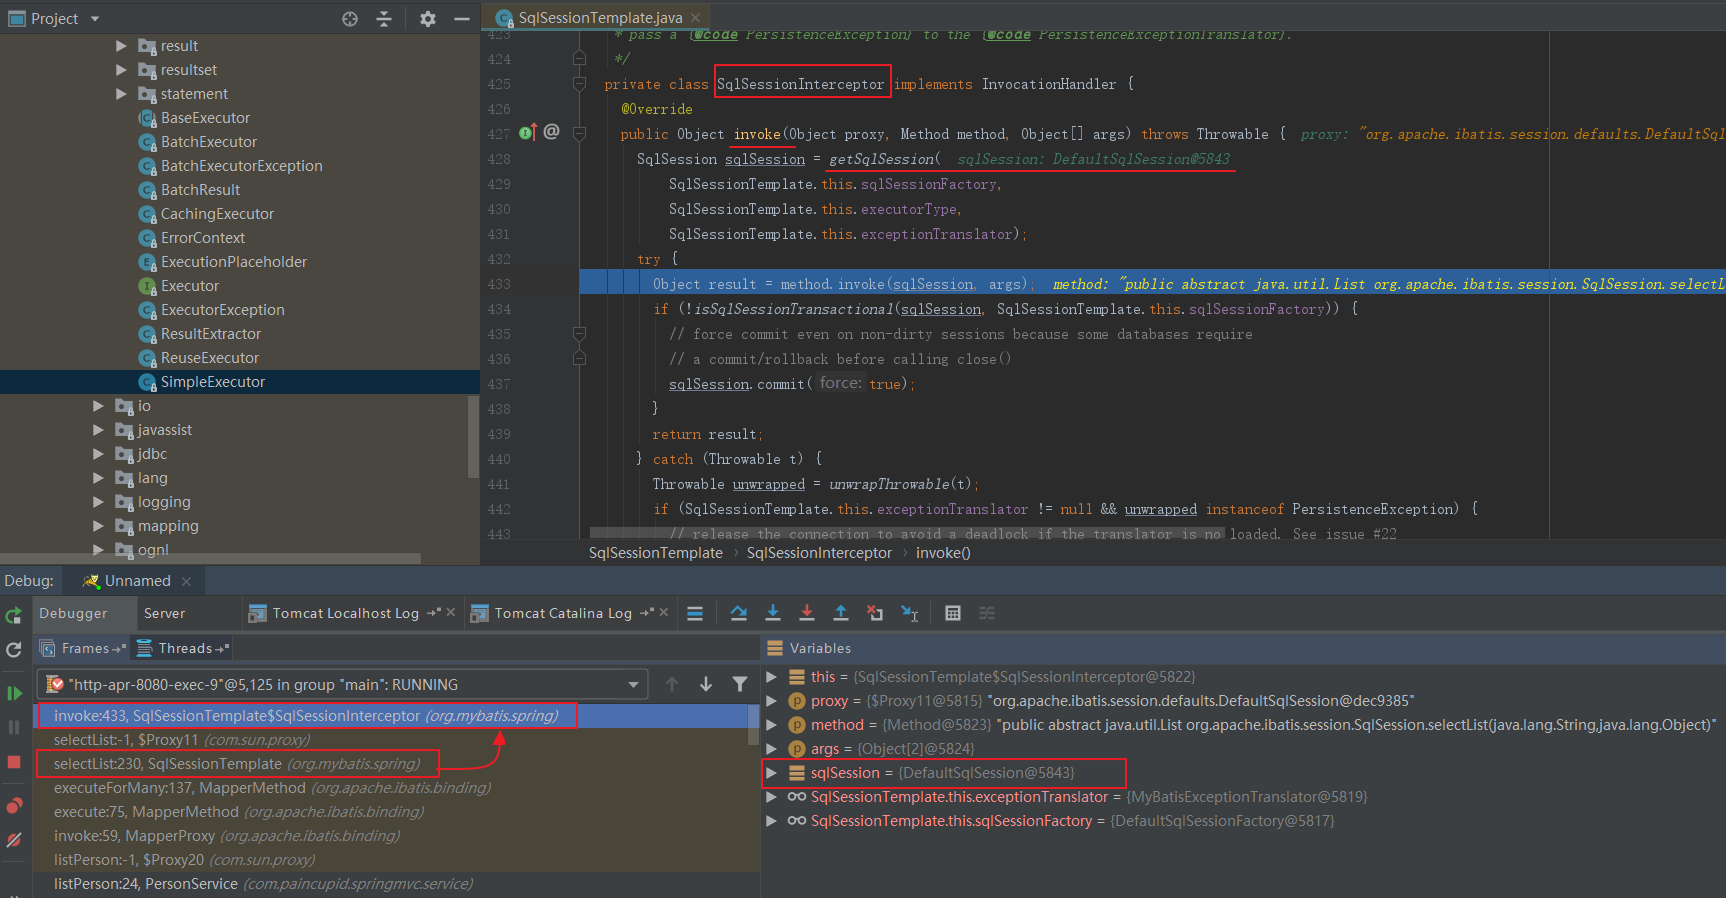 Project
SqlSessionTemplate.java
result
resultset
statement
BaseExecutor
BatchExecutor
BatchExecutorException
BatchResult
CachingExecutor
ErrorContext
ExecutionPlaceholder
Executor
ExecutorException
ResultExtractor
ReuseExecutor
SimpleExecutor
io
javassist
jdbc
lang
logging
mapping
ognl
423 * pass a {@code PersistenceException} to the {@code PersistenceExceptionTranslator}.
424 */
425 private class SqlSessionInterceptor implements InvocationHandler {
426 @Override
427 public Object invoke(Object proxy, Method method, Object[] args) throws Throwable { proxy: "org.apache.ibatis.session.defaults.DefaultSql
428 SqlSession sqlSession = getSqlSession( sqlSession: DefaultSqlSession@5843
429 SqlSessionTemplate.this.sqlSessionFactory,
430 SqlSessionTemplate.this.executorType,
431 SqlSessionTemplate.this.exceptionTranslator);
432 try {
433 Object result = method.invoke(sqlSession, args); method: "public abstract java.util.List org.apache.ibatis.session.SqlSession.selectL
434 if (!isSqlSessionTransactional(sqlSession, SqlSessionTemplate.this.sqlSessionFactory)) {
435 // force commit even on non-dirty sessions because some databases require
436 // a commit/rollback before calling close()
437 sqlSession.commit( force: true);
438 }
439 return result;
440 } catch (Throwable t) {
441 Throwable unwrapped = unwrapThrowable(t);
442 if (SqlSessionTemplate.this.exceptionTranslator != null && unwrapped instanceof PersistenceException) {
443 // release the connection to avoid a deadlock if the translator is no loaded. See issue #22
SqlSessionTemplate › SqlSessionInterceptor › invoke()
Debug: Unnamed
Debugger Server Tomcat Localhost Log Tomcat Catalina Log
Frames Threads
"http-apr-8080-exec-9"@5,125 in group "main": RUNNING
invoke:433, SqlSessionTemplate$SqlSessionInterceptor (org.mybatis.spring)
selectList:-1, $Proxy11 (com.sun.proxy)
selectList:230, SqlSessionTemplate (org.mybatis.spring)
executeForMany:137, MapperMethod (org.apache.ibatis.binding)
execute:75, MapperMethod (org.apache.ibatis.binding)
invoke:59, MapperProxy (org.apache.ibatis.binding)
listPerson:-1, $Proxy20 (com.sun.proxy)
listPerson:24, PersonService (com.paincupid.springmvc.service)
Variables
this = {SqlSessionTemplate$SqlSessionInterceptor@5822}
proxy = {$Proxy11@5815} "org.apache.ibatis.session.defaults.DefaultSqlSession@dec9385"
method = {Method@5823} "public abstract java.util.List org.apache.ibatis.session.SqlSession.selectList(java.lang.String,java.lang.Object)"
args = {Object[2]@5824}
sqlSession = {DefaultSqlSession@5843}
SqlSessionTemplate.this.exceptionTranslator = {MyBatisExceptionTranslator@5819}
SqlSessionTemplate.this.sqlSessionFactory = {DefaultSqlSessionFactory@5817}